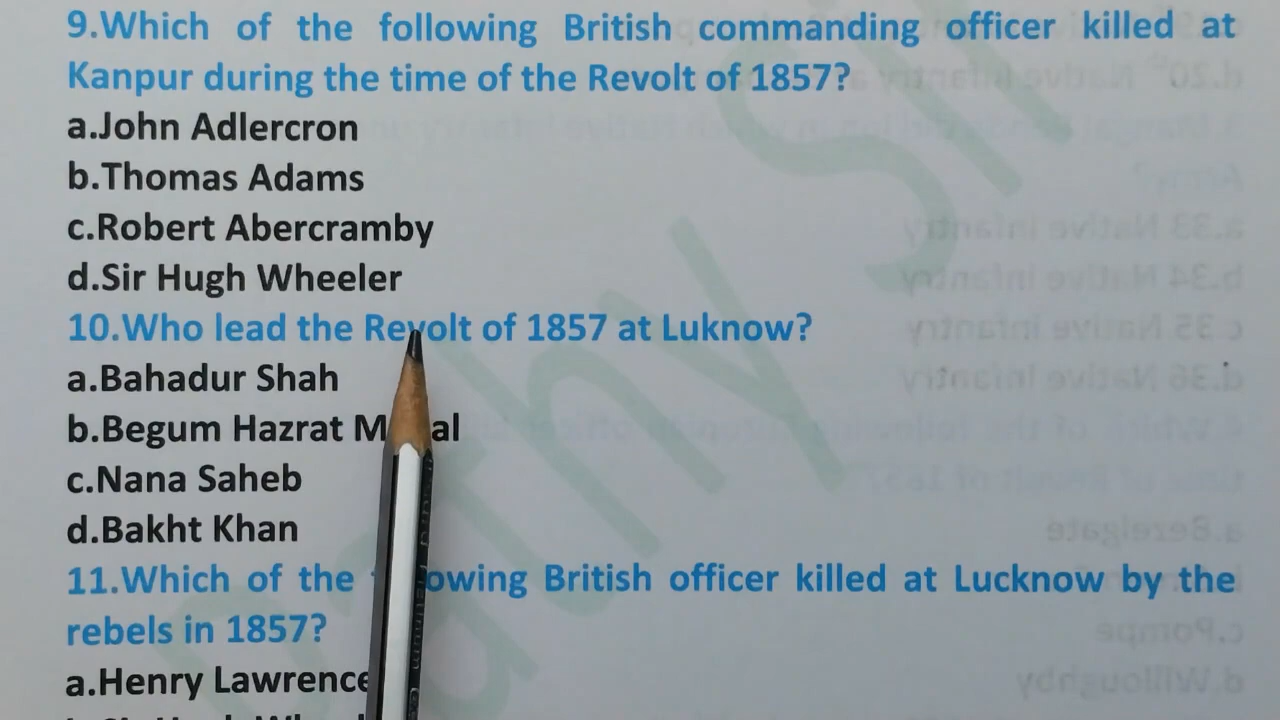 9.Which of the following British commanding officer killed at
Kanpur during the time of the Revolt of 1857?
a.John Adlercron
b.Thomas Adams
c.Robert Abercramby
d.Sir Hugh Wheeler
10.Who lead the Revolt of 1857 at Luknow?
a.Bahadur Shah
b.Begum Hazrat
c.Nana Saheb
d.Bakht Khan
11.Which of the British officer killed at Lucknow by the
rebels in 1857?
a.Henry Lawrence